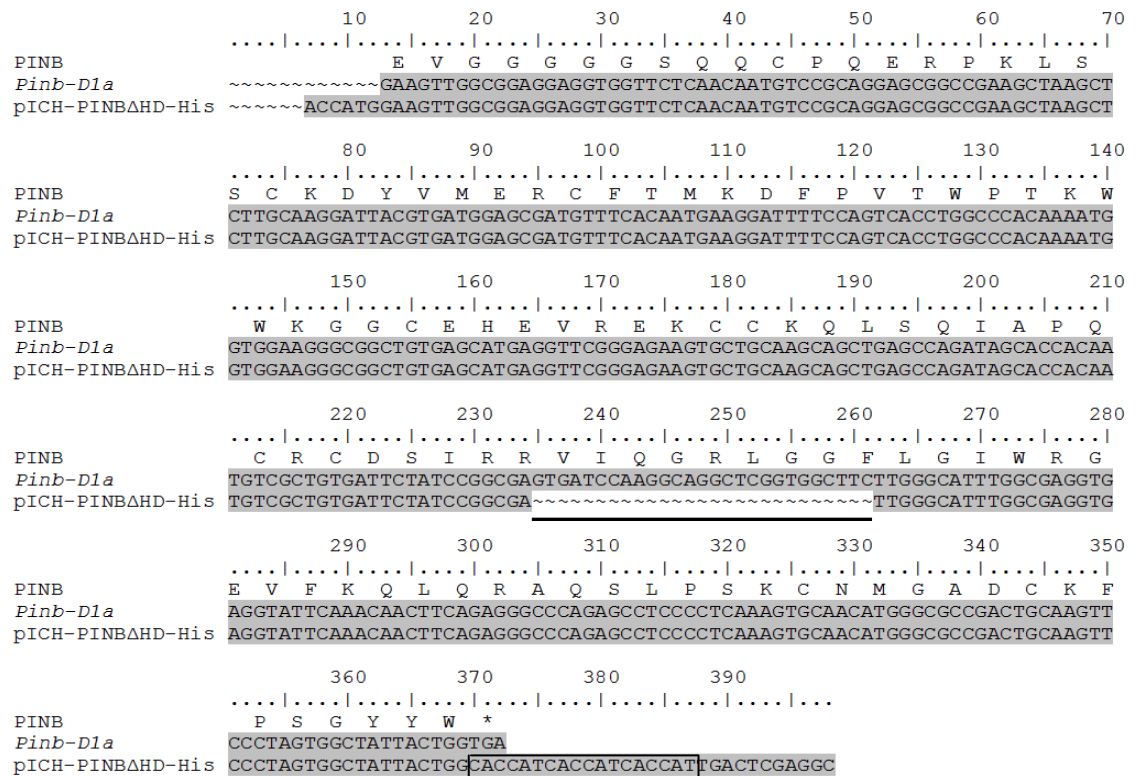 10 20 30 40 50 60 70
....|....|....|....|....|....|....|....|....|....|....|....|....|....|
PINB E V G G G G S Q Q C P Q E R P K L S
Pinb-D1a ~~~~~~~~~~~~GAAGTTGGCGGAGGAGGTGGTTCTCAACAATGTCCGCAGGAGCGGCCGAAGCTAAGCT
pICH-PINBΔHD-His ~~~~~~ACCATGGAAGTTGGCGGAGGAGGTGGTTCTCAACAATGTCCGCAGGAGCGGCCGAAGCTAAGCT
80 90 100 110 120 130 140
....|....|....|....|....|....|....|....|....|....|....|....|....|....|
PINB S C K D Y V M E R C F T M K D F P V T W P T K W
Pinb-D1a CTTGCAAGGATTACGTGATGGAGCGATGTTTCACAATGAAGGATTTTCCAGTCACCTGGCCCACAAAATG
pICH-PINBΔHD-His CTTGCAAGGATTACGTGATGGAGCGATGTTTCACAATGAAGGATTTTCCAGTCACCTGGCCCACAAAATG
150 160 170 180 190 200 210
....|....|....|....|....|....|....|....|....|....|....|....|....|....|
PINB W K G G C E H E V R E K C C K Q L S Q I A P Q
Pinb-D1a GTGGAAGGGCGGCTGTGAGCATGAGGTTCGGGAGAAGTGCTGCAAGCAGCTGAGCCAGATAGCACCACAA
pICH-PINBΔHD-His GTGGAAGGGCGGCTGTGAGCATGAGGTTCGGGAGAAGTGCTGCAAGCAGCTGAGCCAGATAGCACCACAA
220 230 240 250 260 270 280
....|....|....|....|....|....|....|....|....|....|....|....|....|....|
PINB C R C D S I R R V I Q G R L G G F L G I W R G
Pinb-D1a TGTCGCTGTGATTCTATCCGGCGAGTGATCCAAGGCAGGCTCGGTGGCTTCTTGGGCATTTGGCGAGGTG
pICH-PINBΔHD-His TGTCGCTGTGATTCTATCCGGCGA~~~~~~~~~~~~~~~~~~~~~~~~~~~TTGGGCATTTGGCGAGGTG
290 300 310 320 330 340 350
....|....|....|....|....|....|....|....|....|....|....|....|....|....|
PINB E V F K Q L Q R A Q S L P S K C N M G A D C K F
Pinb-D1a AGGTATTCAAACAACTTCAGAGGGCCCAGAGCCTCCCCTCAAAGTGCAACATGGGCGCCGACTGCAAGTT
pICH-PINBΔHD-His AGGTATTCAAACAACTTCAGAGGGCCCAGAGCCTCCCCTCAAAGTGCAACATGGGCGCCGACTGCAAGTT
360 370 380 390
....|....|....|....|....|....|....|....|....|...
PINB P S G Y Y W *
Pinb-D1a CCCTAGTGGCTATTACTGGTGA
pICH-PINBΔHD-His CCCTAGTGGCTATTACTGGCACCATCACCATCACCATTGACTCGAGGC